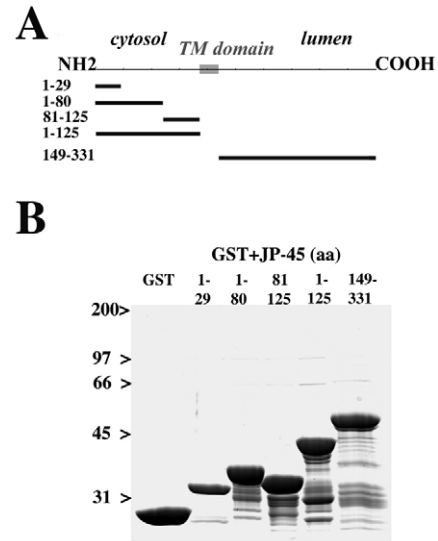 A
cytosol TM domain lumen
NH2 COOH
1-29
1-80
81-125
1-125
149-331
B
GST+JP-45 (aa)
GST 1- 1- 81 1- 149-
29 80 125 125 331
200>
97 >
66 >
45 >
31 >